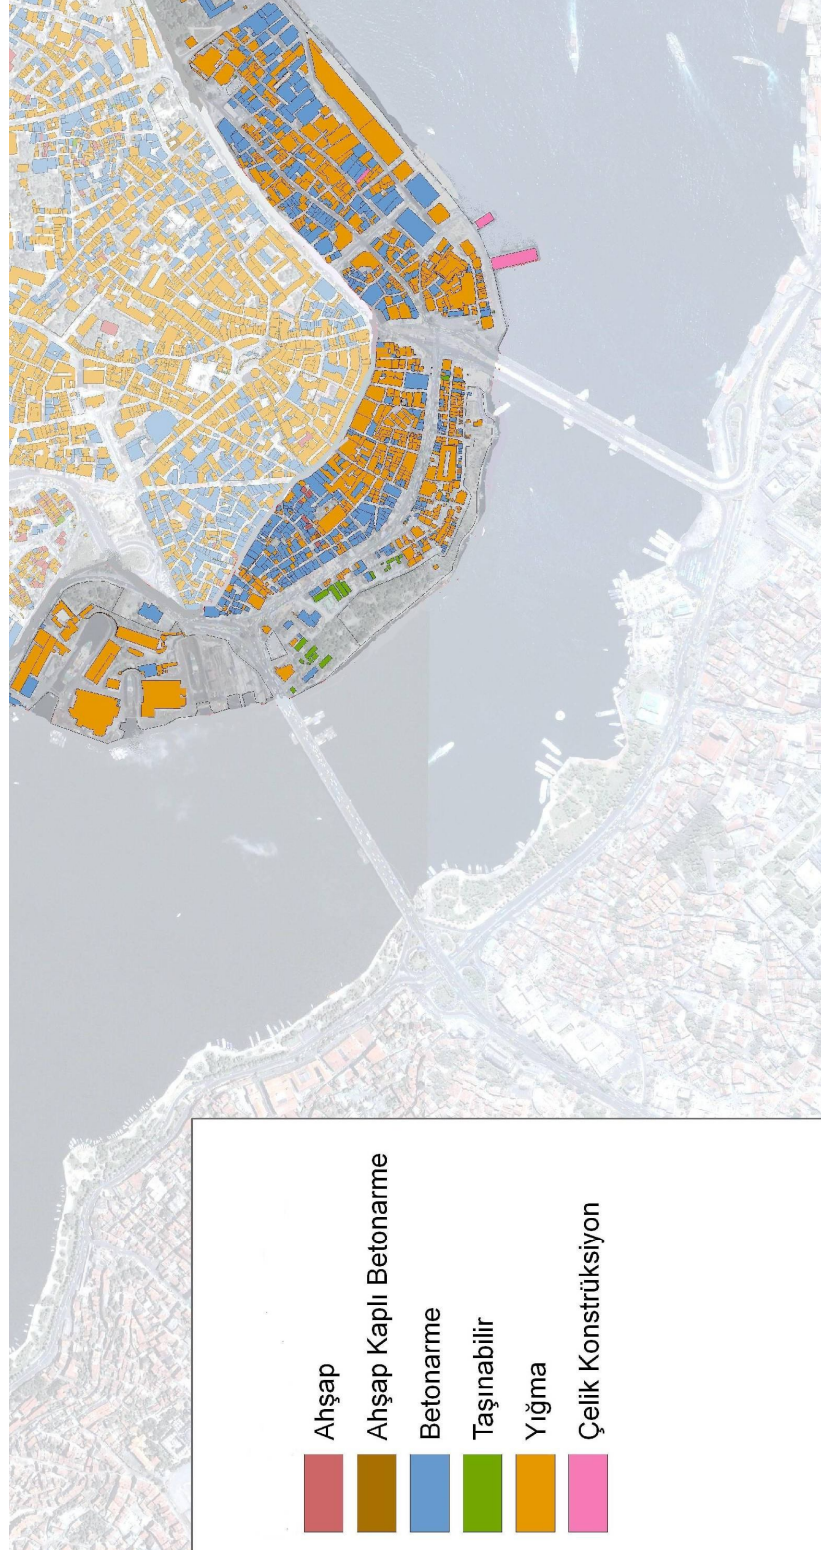 Ahşap
Ahşap Kaplı Betonarme
Betonarme
Taşınabilir
Yığma
Çelik Konstrüksiyon